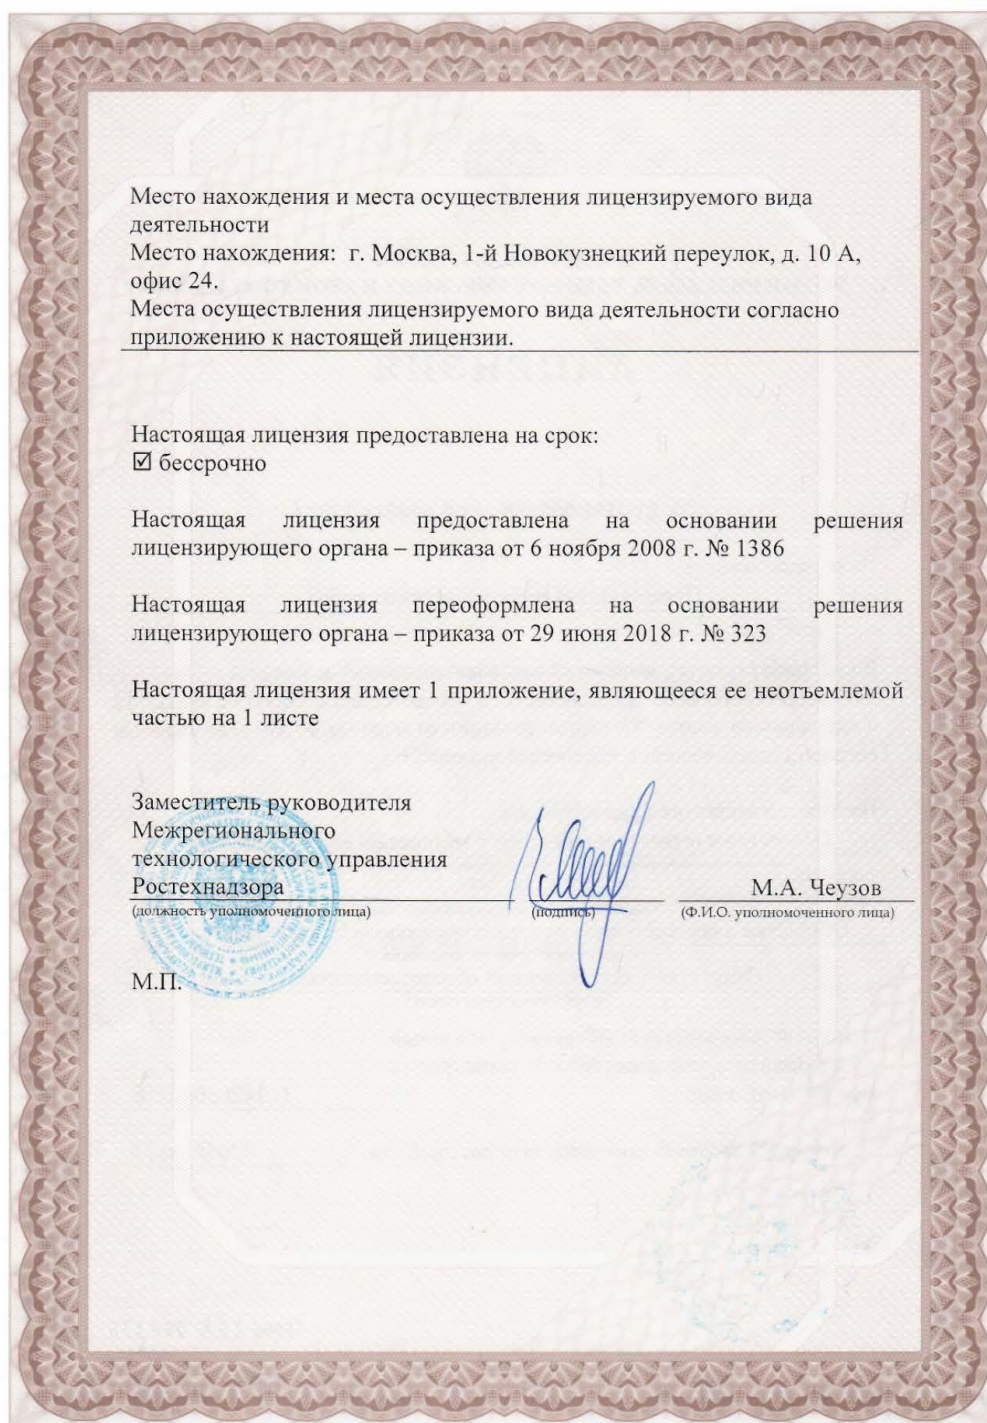 Место нахождения и места осуществления лицензируемого вида
деятельности
Место нахождения: г. Москва, 1-й Новокузнецкий переулок, д. 10 А,
офис 24.
Места осуществления лицензируемого вида деятельности согласно
приложению к настоящей лицензии.
Настоящая лицензия предоставлена на срок:
☑ бессрочно
Настоящая лицензия предоставлена на основании решения
лицензирующего органа – приказа от 6 ноября 2008 г. № 1386
Настоящая лицензия переоформлена на основании решения
лицензирующего органа – приказа от 29 июня 2018 г. № 323
Настоящая лицензия имеет 1 приложение, являющееся ее неотъемлемой
частью на 1 листе
Заместитель руководителя
Межрегионального
технологического управления
Ростехнадзора
М.А. Чеузов
(должность уполномоченного лица)
(подпись)
(Ф.И.О. уполномоченного лица)
М.П.